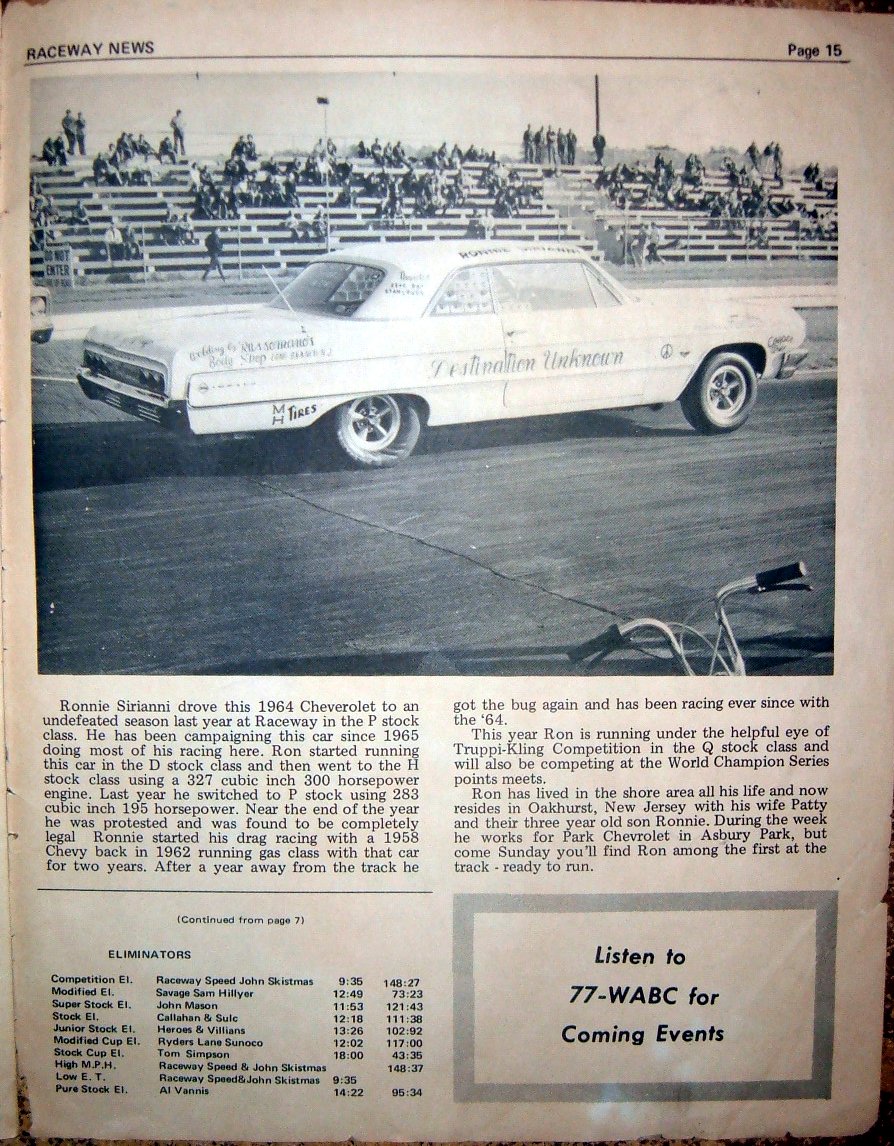 RACEWAY NEWS
Page 15
DO NOT
ENTER
RONNIE
Body Shop LONG BRANCH N.J.
Destination Unknown
MH TIRES
Ronnie Sirianni drove this 1964 Cheverolet to an
undefeated season last year at Raceway in the P stock
class. He has been campaigning this car since 1965
doing most of his racing here. Ron started running
this car in the D stock class and then went to the H
stock class using a 327 cubic inch 300 horsepower
engine. Last year he switched to P stock using 283
cubic inch 195 horsepower. Near the end of the year
he was protested and was found to be completely
legal Ronnie started his drag racing with a 1958
Chevy back in 1962 running gas class with that car
for two years. After a year away from the track he
got the bug again and has been racing ever since with
the ‘64.
This year Ron is running under the helpful eye of
Truppi-Kling Competition in the Q stock class and
will also be competing at the World Champion Series
points meets.
Ron has lived in the shore area all his life and now
resides in Oakhurst, New Jersey with his wife Patty
and their three year old son Ronnie. During the week
he works for Park Chevrolet in Asbury Park, but
come Sunday you’ll find Ron among the first at the
track - ready to run.
(Continued from page 7)
ELIMINATORS
Competition El. Raceway Speed John Skistmas 9:35 148:27
Modified El. Savage Sam Hillyer 12:49 73:23
Super Stock El. John Mason 11:53 121:43
Stock El. Callahan & Sulc 12:18 111:38
Junior Stock El. Heroes & Villians 13:26 102:92
Modified Cup El. Ryders Lane Sunoco 12:02 117:00
Stock Cup El. Tom Simpson 18:00 43:35
High M.P.H. Raceway Speed & John Skistmas 148:37
Low E. T. Raceway Speed&John Skistmas 9:35
Pure Stock El. Al Vannis 14:22 95:34
Listen to
77-WABC for
Coming Events